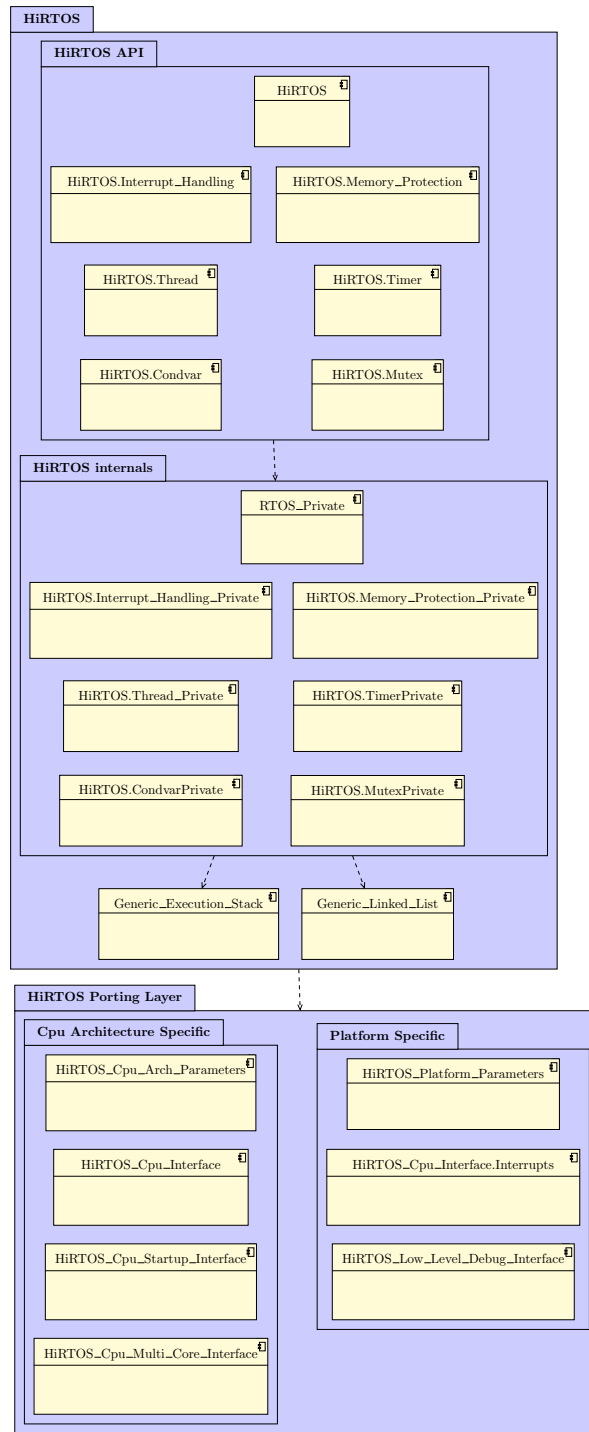 HiRTOS
HiRTOS API
HiRTOS
HiRTOS.Interrupt_Handling
HiRTOS.Memory_Protection
HiRTOS.Thread
HiRTOS.Timer
HiRTOS.Condvar
HiRTOS.Mutex
HiRTOS internals
RTOS_Private
HiRTOS.Interrupt_Handling_Private
HiRTOS.Memory_Protection_Private
HiRTOS.Thread_Private
HiRTOS.TimerPrivate
HiRTOS.CondvarPrivate
HiRTOS.MutexPrivate
Generic_Execution_Stack
Generic_Linked_List
HiRTOS Porting Layer
Cpu Architecture Specific
HiRTOS_Cpu_Arch_Parameters
HiRTOS_Cpu_Interface
HiRTOS_Cpu_Startup_Interface
HiRTOS_Cpu_Multi_Core_Interface
Platform Specific
HiRTOS_Platform_Parameters
HiRTOS_Cpu_Interface.Interrupts
HiRTOS_Low_Level_Debug_Interface